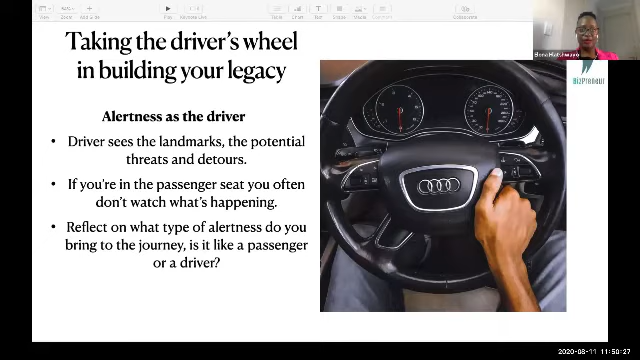 Taking the driver's wheel
in building your legacy
Alertness as the driver
• Driver sees the landmarks, the potential
threats and detours.
• If you're in the passenger seat you often
don't watch what's happening.
• Reflect on what type of alertness do you
bring to the journey, is it like a passenger
or a driver?
BizPreneur
2020-08-11 11:50:27